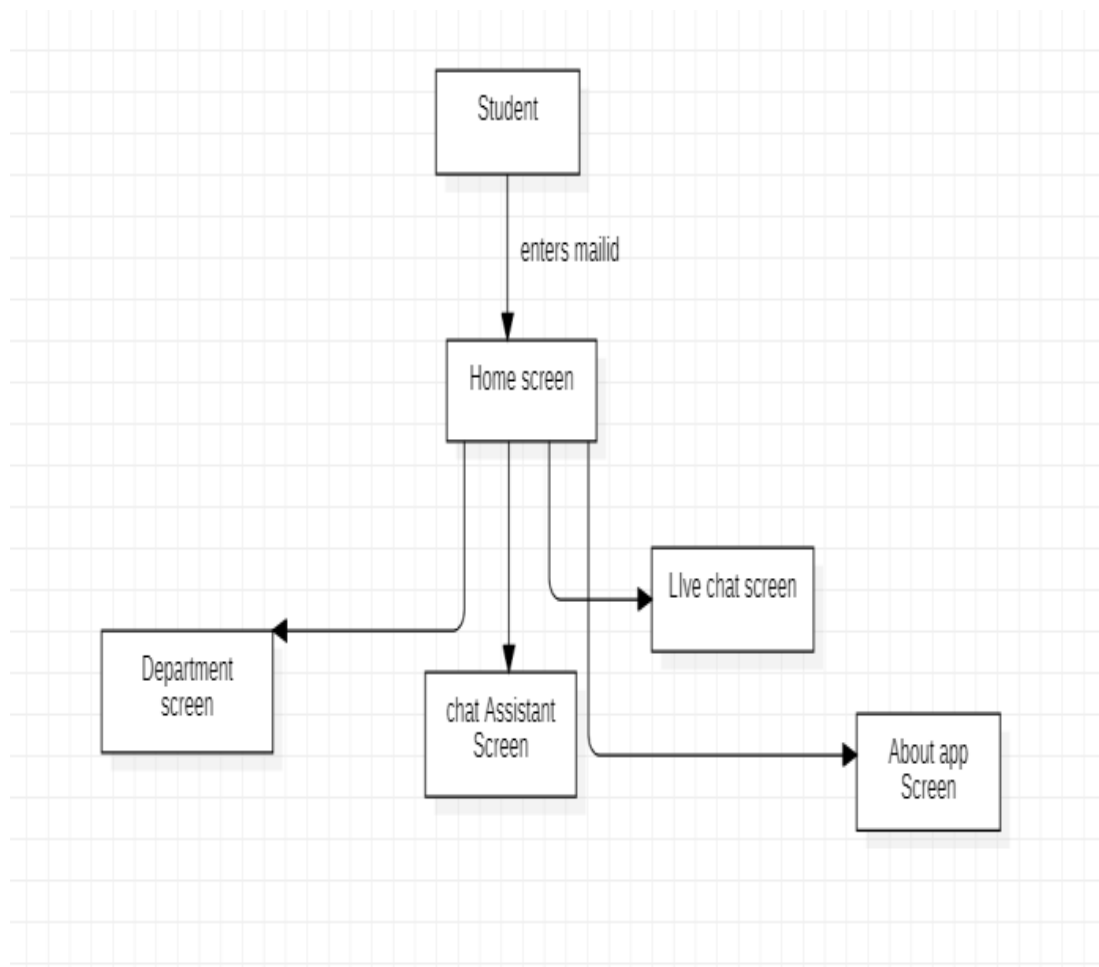 Student
enters mailid
Home screen
LIve chat screen
Department
screen
chat Assistant
Screen
About app
Screen